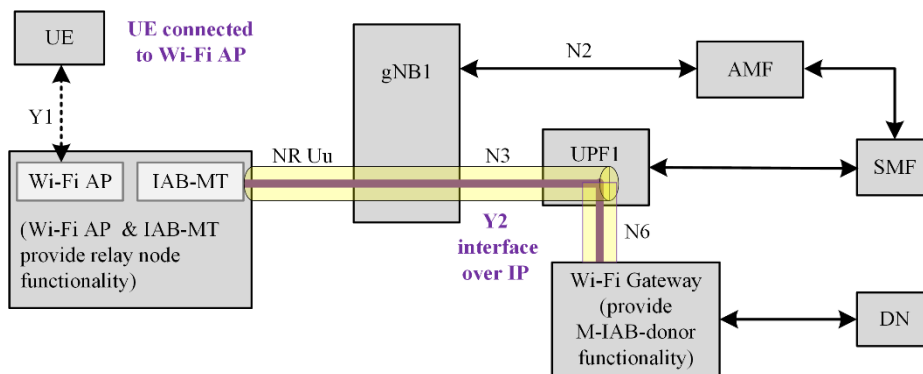 UE
UE connected
to Wi-Fi AP
N2
gNB1
AMF
Y1
NR Uu
N3
UPF1
SMF
Wi-Fi AP
IAB-MT
(Wi-Fi AP & IAB-MT
provide relay node
functionality)
Y2
interface
over IP
N6
Wi-Fi Gateway
(provide
M-IAB-donor
functionality)
DN